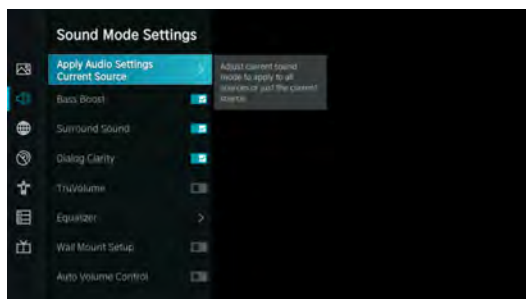 Sound Mode Settings
Apply Audio Settings
Current Source
Adjust current sound
mode to apply to all
sources or just the current
source.
Bass Boost
Surround Sound
Dialog Clarity
TruVolume
Equalizer
Wall Mount Setup
Auto Volume Control